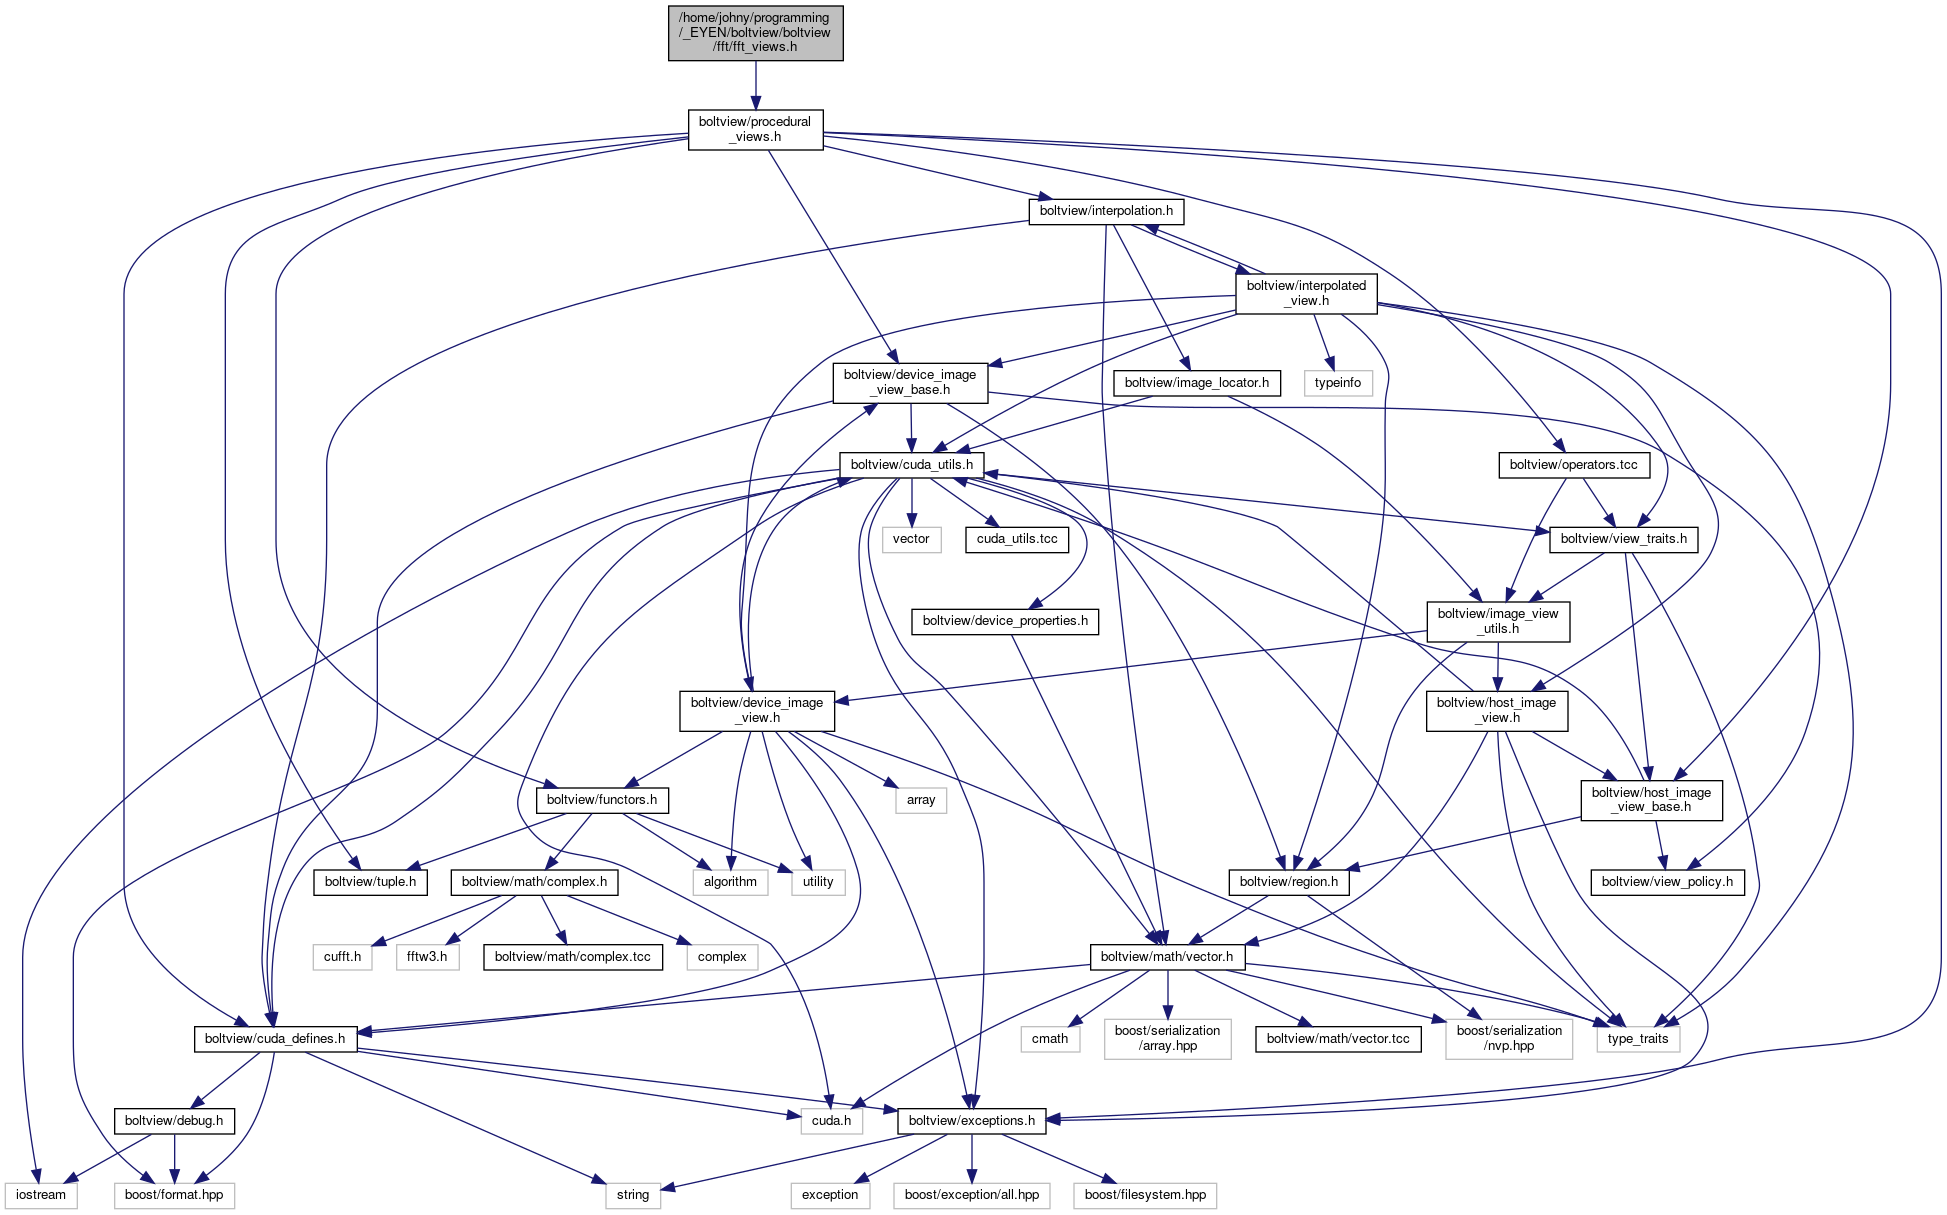 /home/johny/programming
/_EYEN/boltview/boltview
/fft/fft_views.h
boltview/procedural
_views.h
boltview/interpolation.h
boltview/interpolated
_view.h
boltview/device_image
_view_base.h
boltview/image_locator.h
typeinfo
boltview/cuda_utils.h
boltview/operators.tcc
vector
cuda_utils.tcc
boltview/view_traits.h
boltview/device_properties.h
boltview/image_view
_utils.h
boltview/device_image
_view.h
boltview/host_image
_view.h
boltview/functors.h
array
boltview/host_image
_view_base.h
boltview/tuple.h
boltview/math/complex.h
algorithm
utility
boltview/region.h
boltview/view_policy.h
cufft.h
fftw3.h
boltview/math/complex.tcc
complex
boltview/math/vector.h
boltview/cuda_defines.h
cmath
boost/serialization
/array.hpp
boltview/math/vector.tcc
boost/serialization
/nvp.hpp
type_traits
boltview/debug.h
cuda.h
boltview/exceptions.h
iostream
boost/format.hpp
string
exception
boost/exception/all.hpp
boost/filesystem.hpp